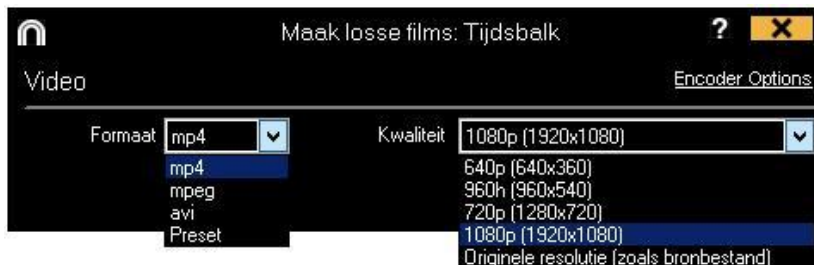 Maak losse films: Tijdsbalk ? X
Video Encoder Options
Formaat mp4 Kwaliteit 1080p (1920x1080)
mp4
mpeg
avi
Preset
640p (640x360)
960h (960x540)
720p (1280x720)
1080p (1920x1080)
Originele resolutie (zoals bronbestand)